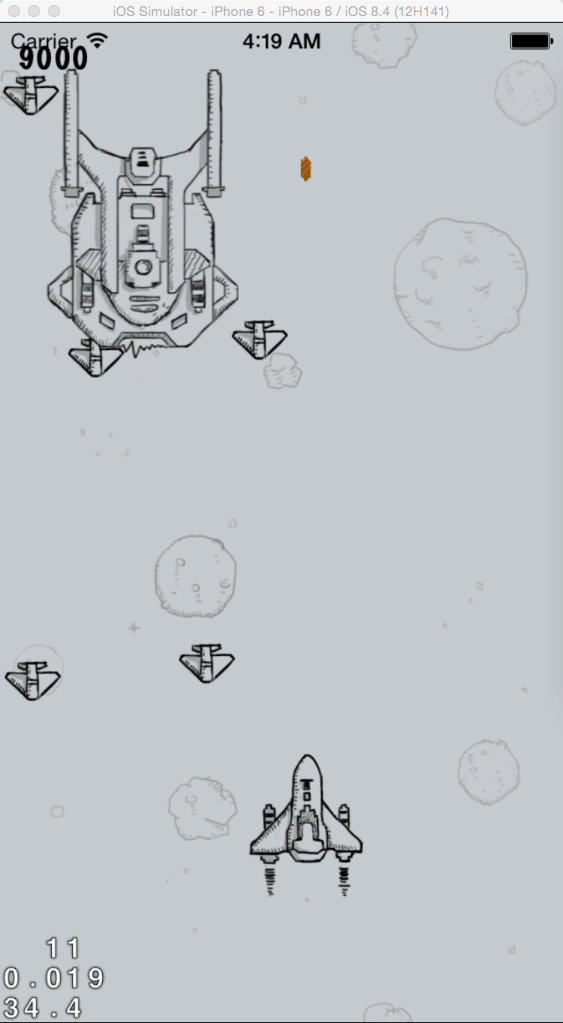 iOS Simulator - iPhone 6 - iPhone 6 / iOS 8.4 (12H141)
Carrier 4:19 AM
9000
11
0.019
34.4